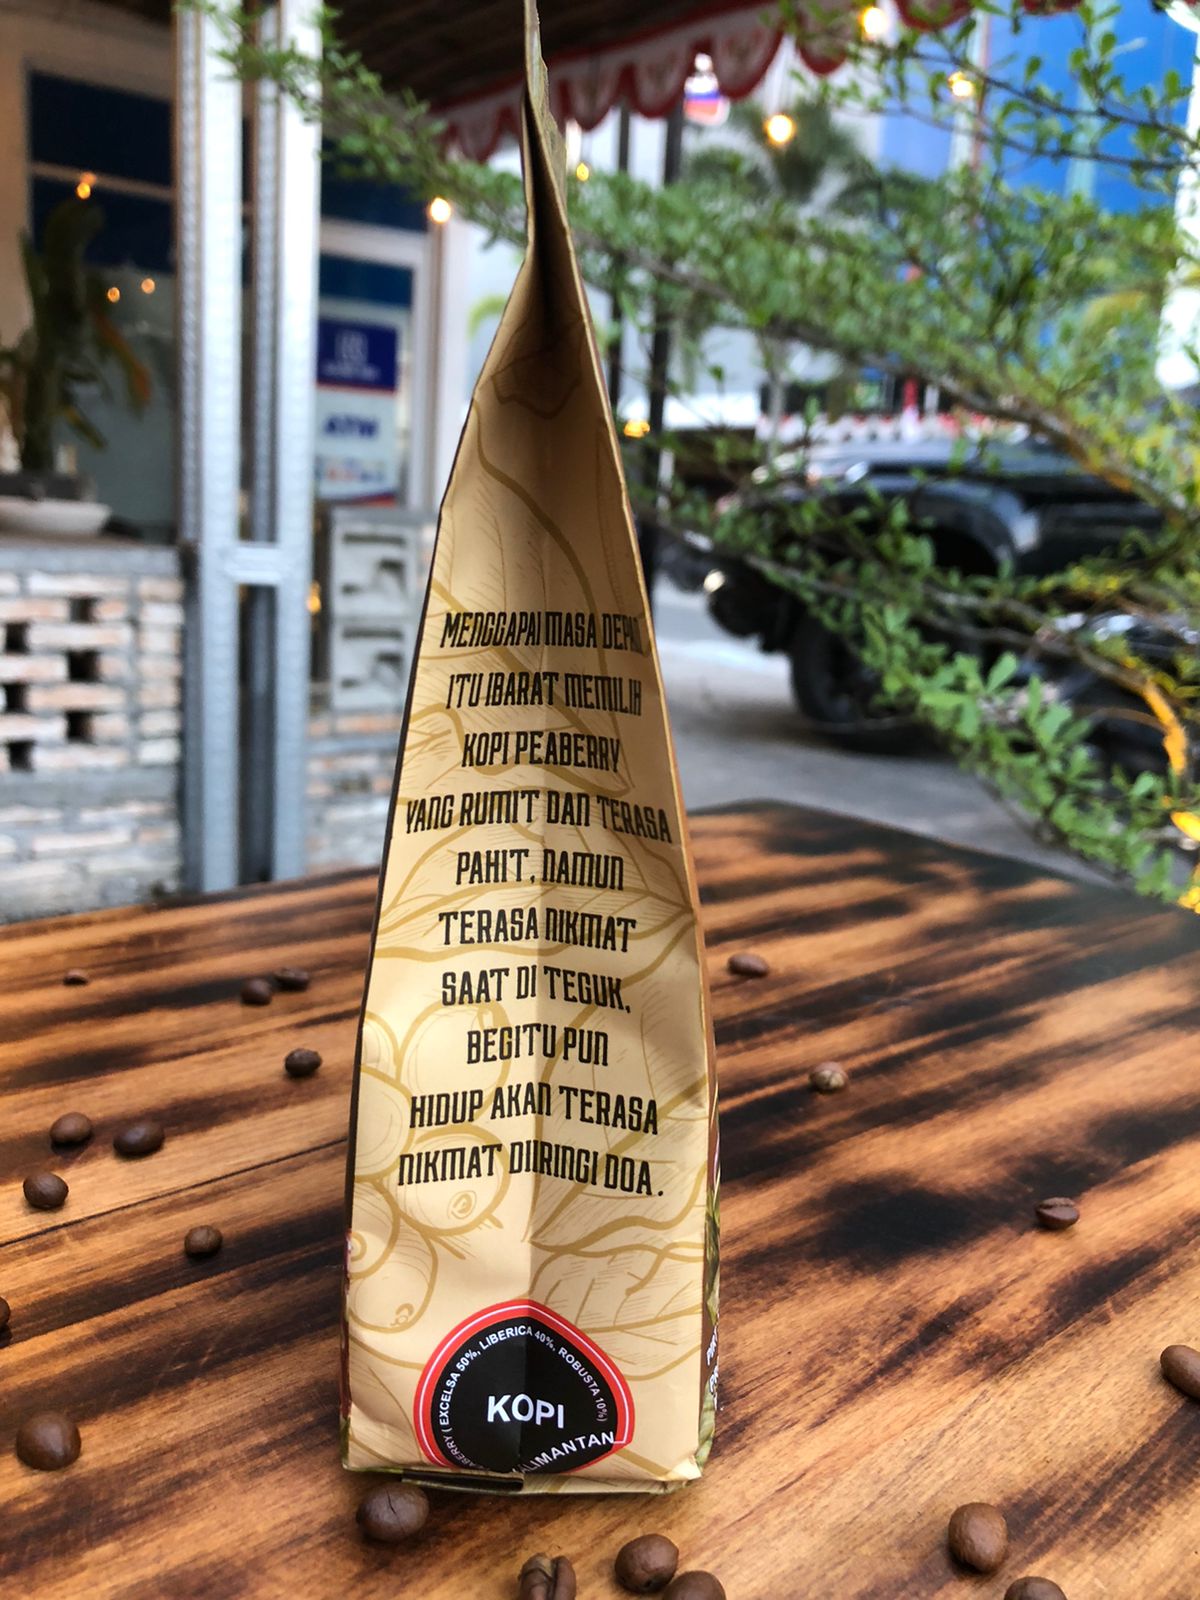 ATM
MENGGAPAI MASA DEPAN
ITU IBARAT MEMILIH
KOPI PEABERRY
YANG RUMIT DAN TERASA
PAHIT, NAMUN
TERASA NIKMAT
SAAT DI TEGUK,
BEGITU PUN
HIDUP AKAN TERASA
NIKMAT DIIRINGI DOA.
(EXCELSA 50%, LIBERICA 40%, ROBUSTA 10%)
KOPI